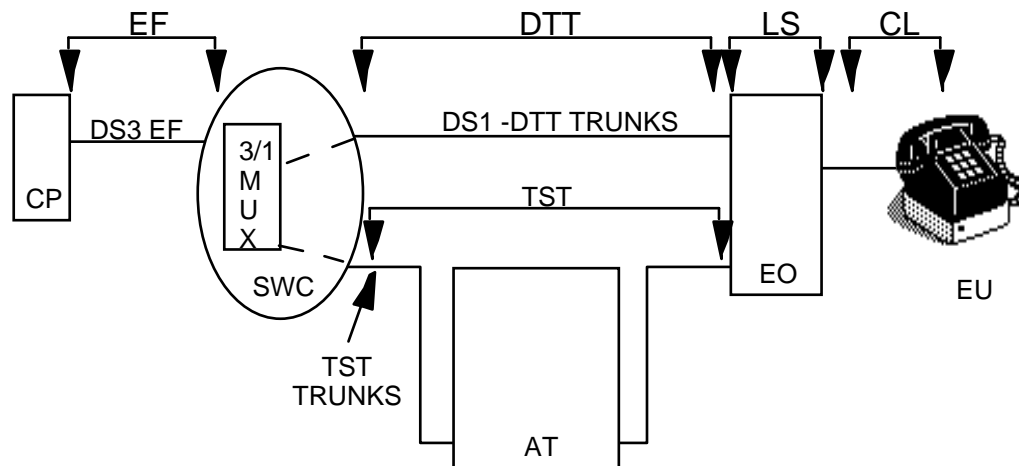 EF
DTT
LS
CL
DS3 EF
DS1 -DTT TRUNKS
3/1
M
U
X
CP
TST
SWC
EO
EU
TST
TRUNKS
AT